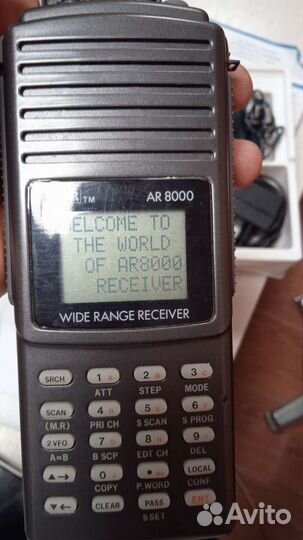 TM AR 8000
WELCOME TO
THE WORLD
OF AR8000
RECEIVER
WIDE RANGE RECEIVER
SRCH 1 A 2 B 3 C
ATT STEP MODE
SCAN 4 D 5 E 6 F
(M.R) PRI CH S SCAN S PROG
2VFO 7 G 8 H 9 I
A=B B SCP EDT CH DEL
▲→ 0 J • LOCAL
COPY P.WORD CONF
▼← CLEAR PASS ENT
S SET
Avito